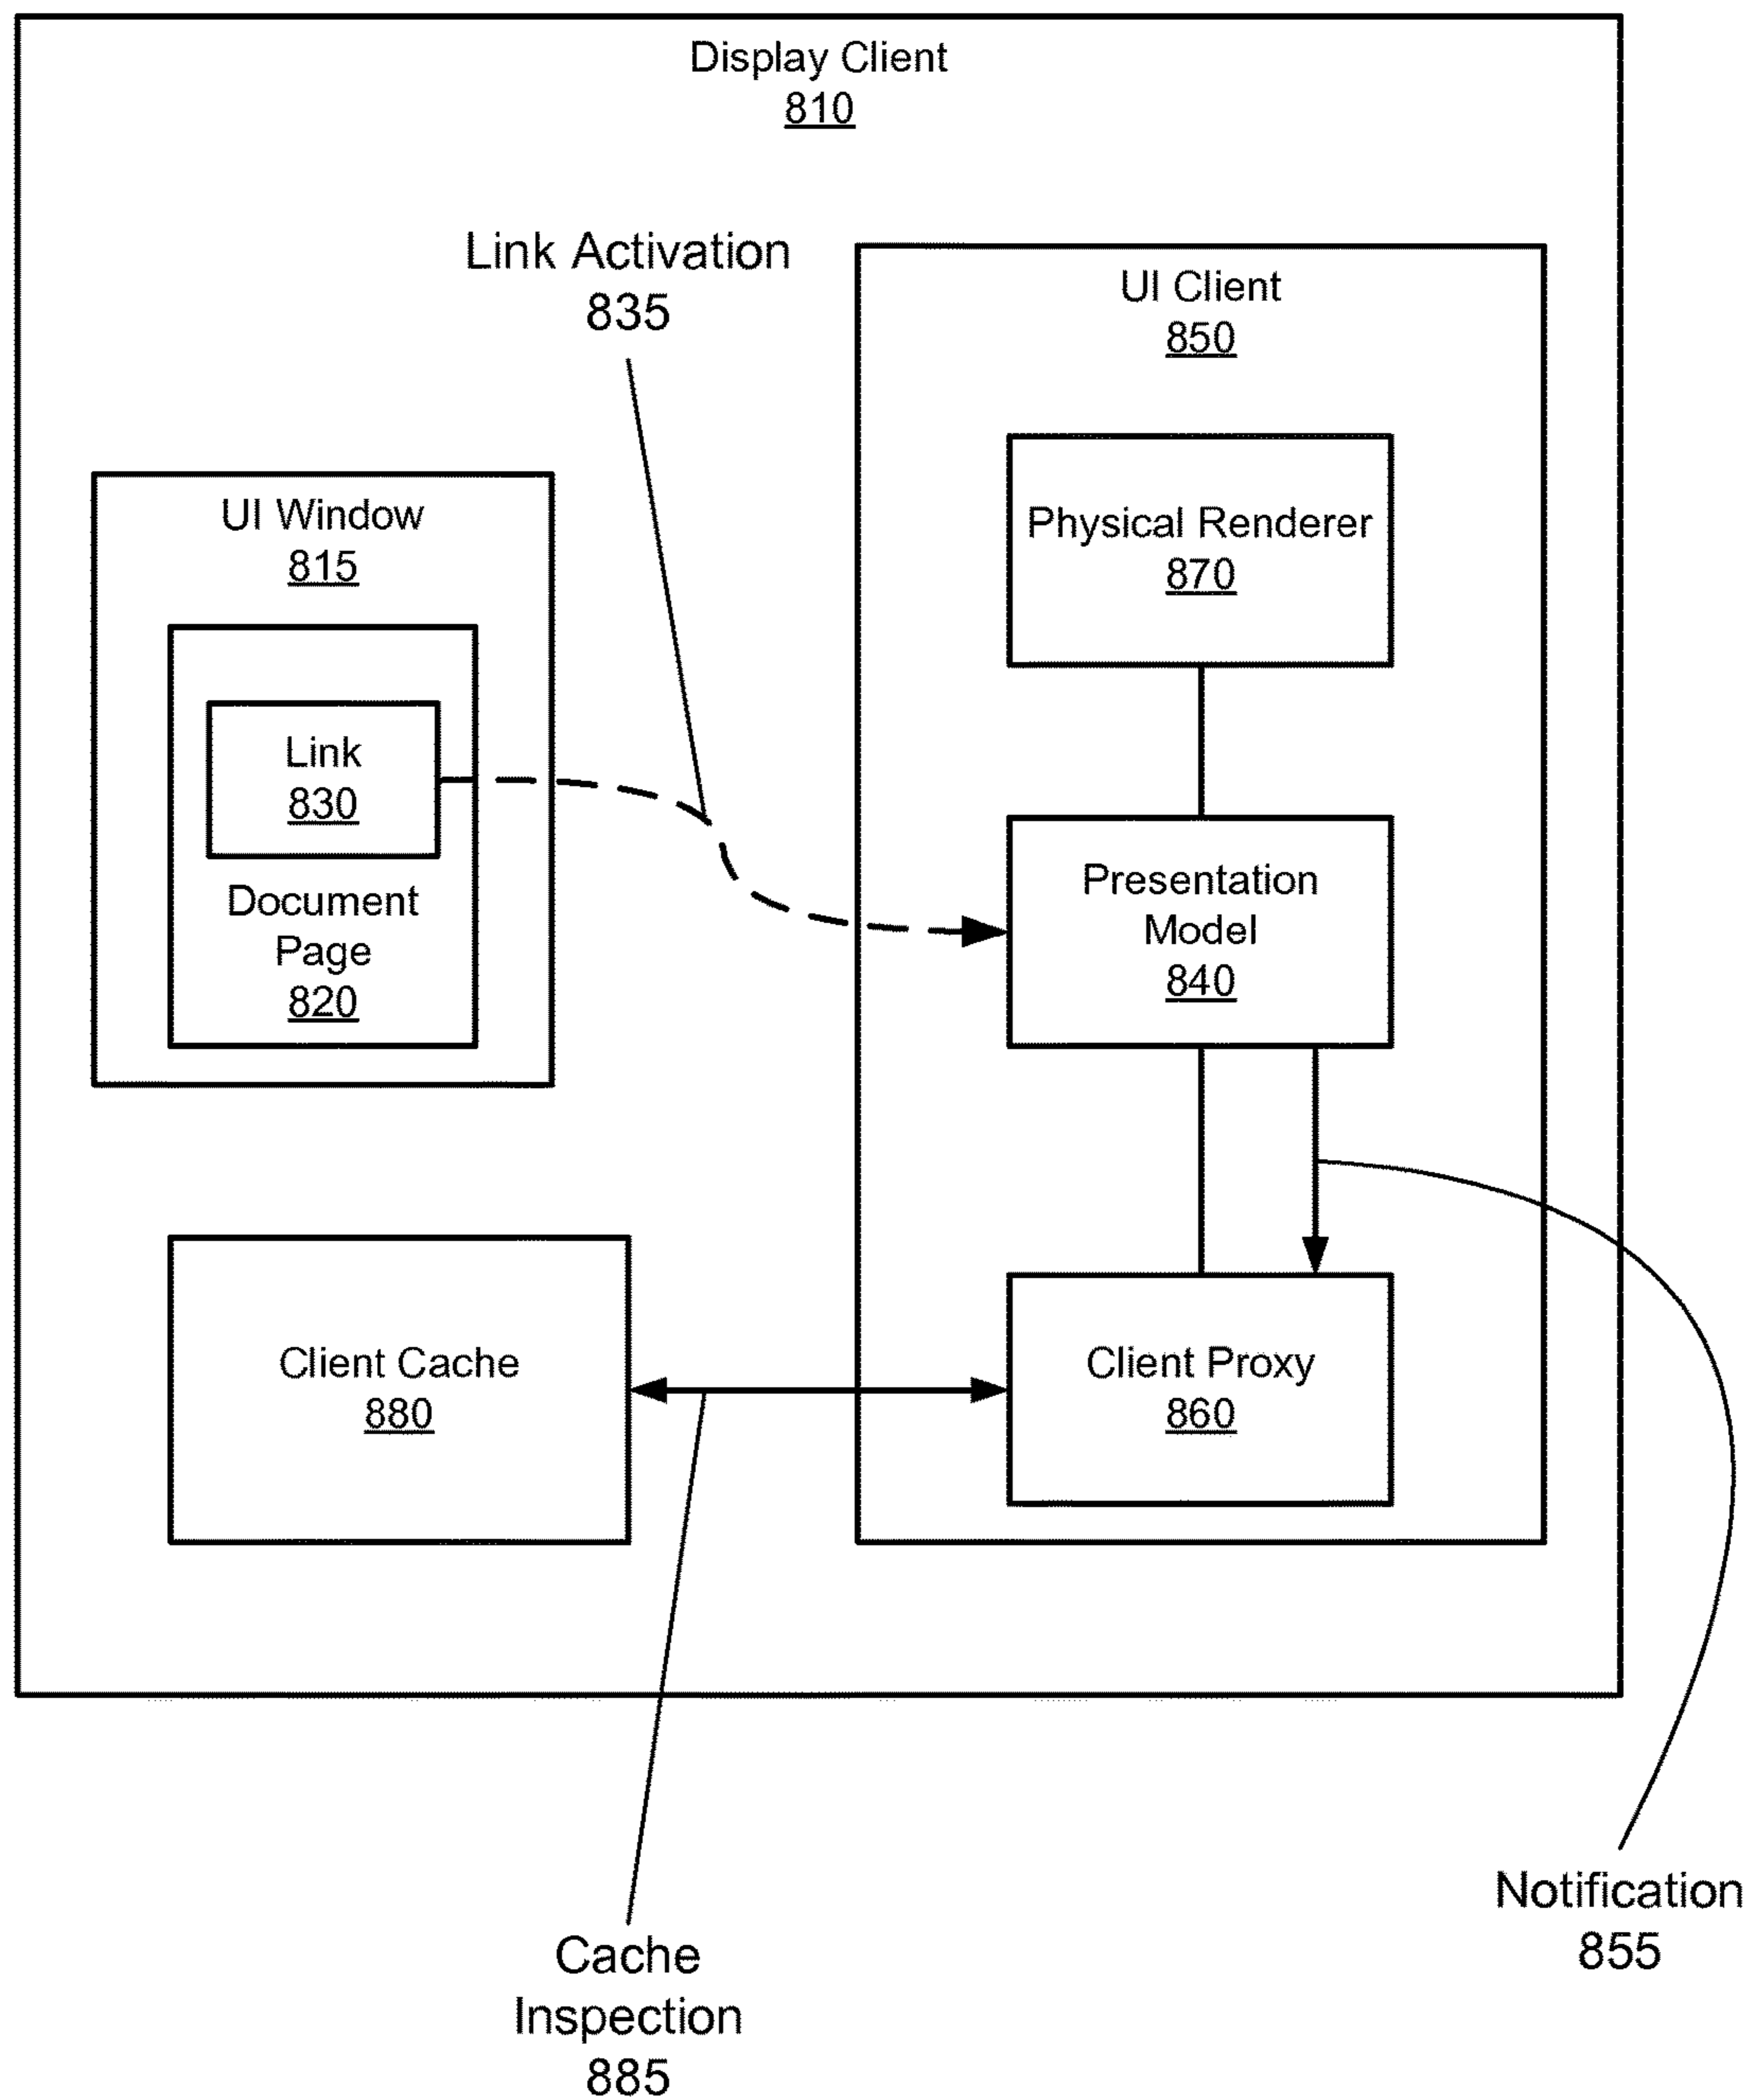 Display Client
810
Link Activation
835
UI Client
850
Physical Renderer
870
UI Window
815
Link
830
Document
Page
820
Presentation
Model
840
Client Cache
880
Client Proxy
860
Notification
855
Cache
Inspection
885